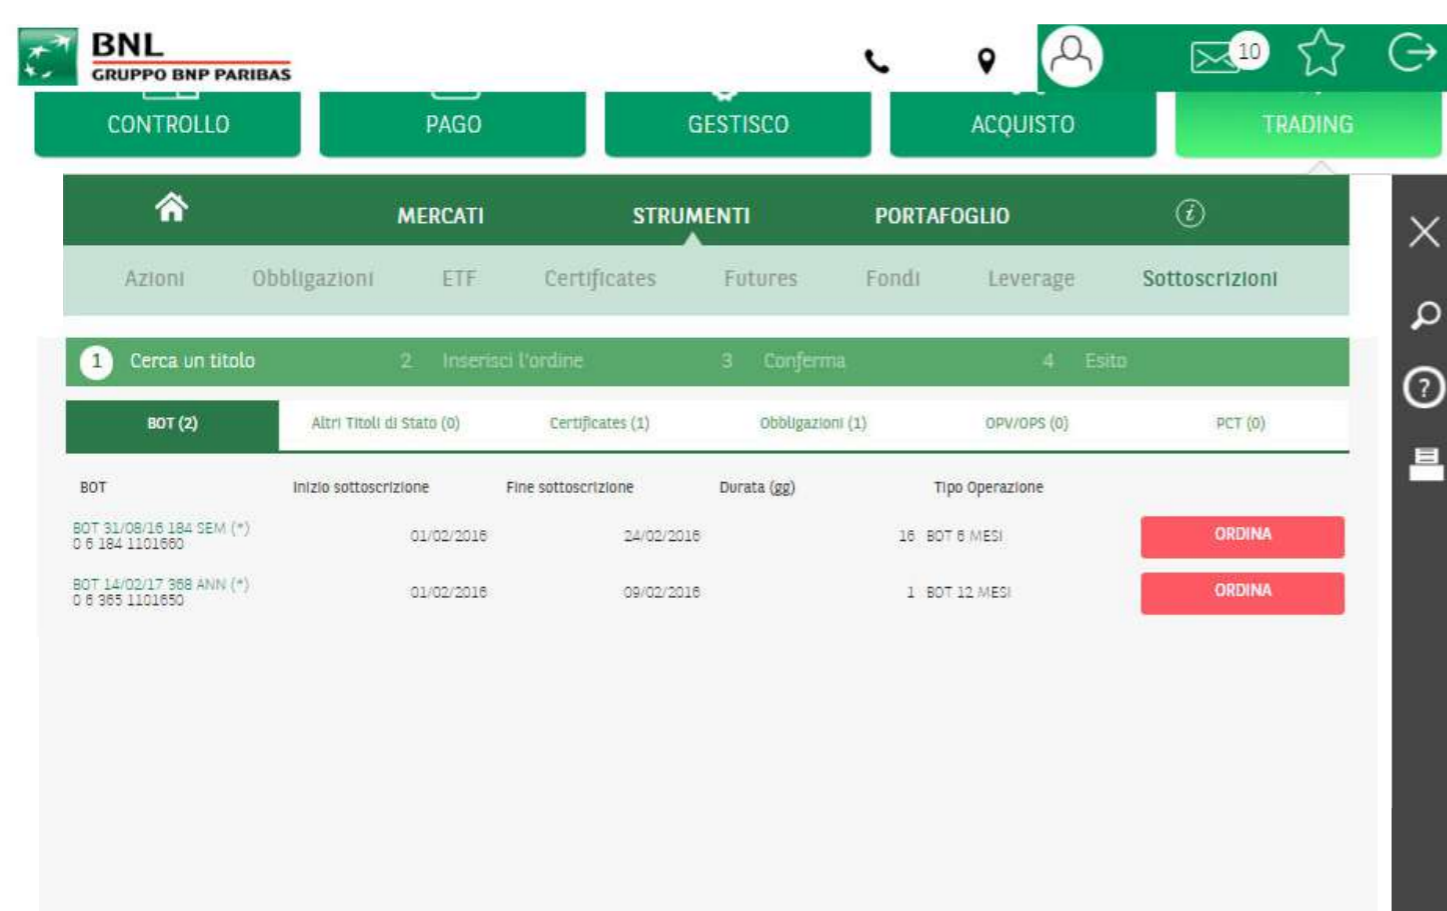 BNL
GRUPPO BNP PARIBAS
10
CONTROLLO PAGO GESTISCO ACQUISTO TRADING
MERCATI STRUMENTI PORTAFOGLIO i
Azioni Obbligazioni ETF Certificates Futures Fondi Leverage Sottoscrizioni
1 Cerca un titolo 2 Inserisci l'ordine 3 Conferma 4 Esito
?
BOT (2) Altri Titoli di Stato (0) Certificates (1) Obbligazioni (1) OPV/OPS (0) PCT (0)
BOT Inizio sottoscrizione Fine sottoscrizione Durata (gg) Tipo Operazione
BOT 31/08/16 184 SEM (*) 01/02/2016 24/02/2016 16 BOT 6 MESI ORDINA
0 6 184 1101660
BOT 14/02/17 368 ANN (*) 01/02/2016 09/02/2016 1 BOT 12 MESI ORDINA
0 6 365 1101650